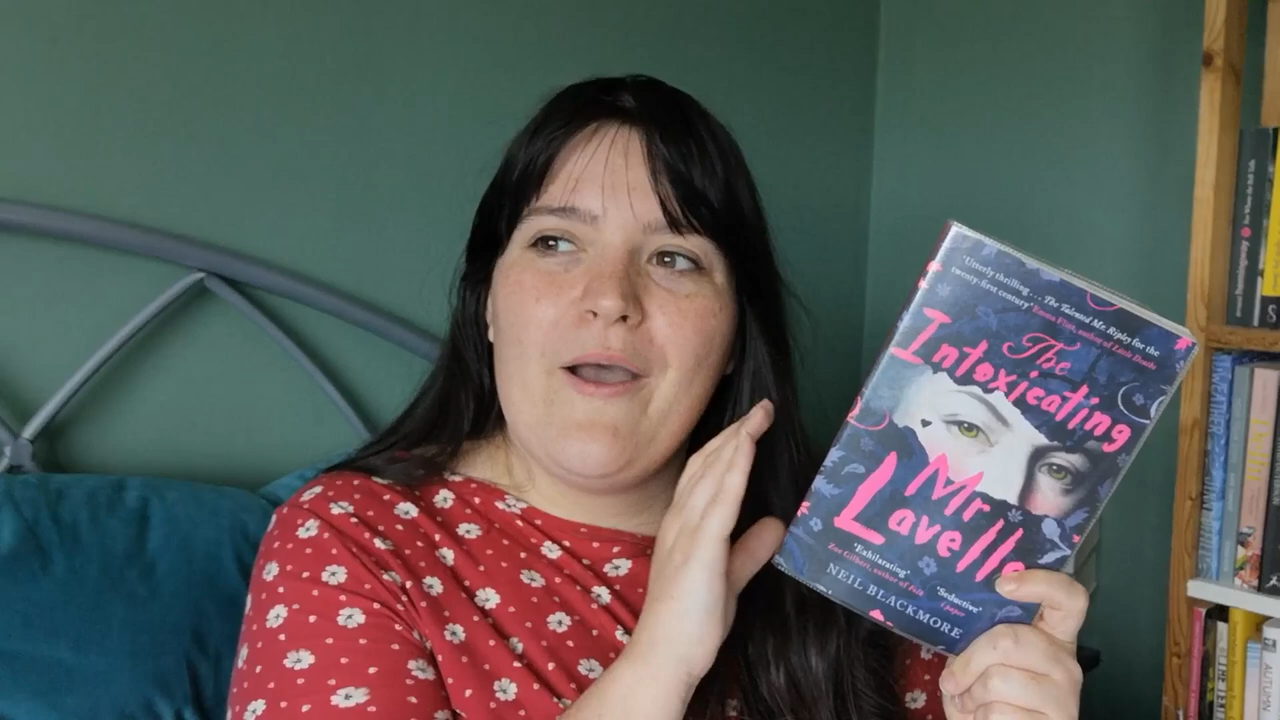 'Utterly thrilling... The Talented Mr. Ripley for the
twenty-first century' Emma Flint, author of Little Deaths
The
Intoxicating
Mr
Lavelle
'Exhilarating'
Zoe Gilbert, author of Folk
'Seductive'
i paper
NEIL BLACKMORE
AUTUMN